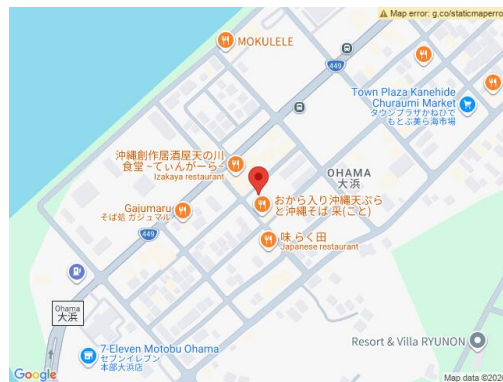 Map error: g.co/staticmaperro
MOKULELE
449
Town Plaza Kanehide
Churaumi Market
タウンプラザかねひで
もとぶ美ら海市場
沖縄創作居酒屋天の川
食堂 ~てぃんがーら~
Izakaya restaurant
OHAMA
大浜
おから入り沖縄天ぷら
と沖縄そば 采(こと)
Gajumaru
そば処 ガジュマル
449
味 らく田
Japanese restaurant
Ohama
大浜
7-Eleven Motobu Ohama
セブンイレブン
本部大浜店
Resort & Villa RYUNON
Google
Map data ©202